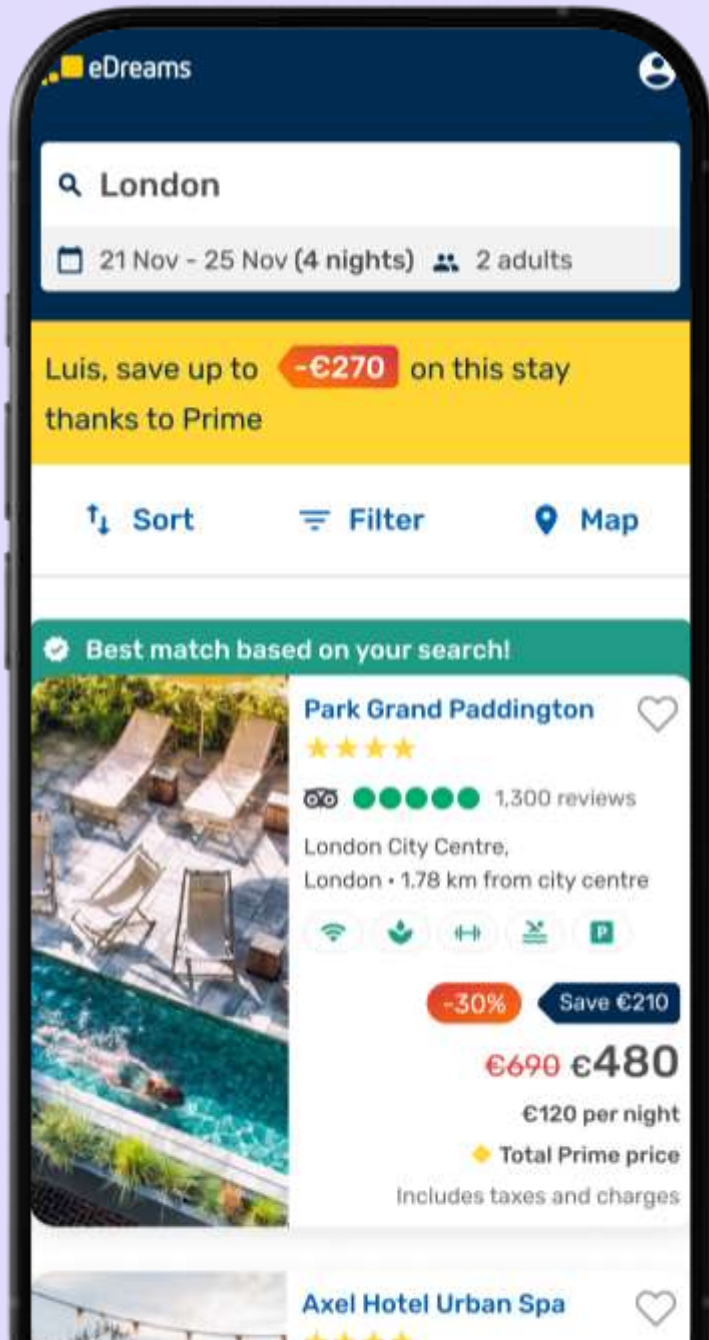 eDreams
London
21 Nov - 25 Nov (4 nights) 2 adults
Luis, save up to -€270 on this stay
thanks to Prime
Sort Filter Map
Best match based on your search!
Park Grand Paddington
1,300 reviews
London City Centre,
London • 1.78 km from city centre
P
-30% Save €210
€690 €480
€120 per night
Total Prime price
Includes taxes and charges
Axel Hotel Urban Spa